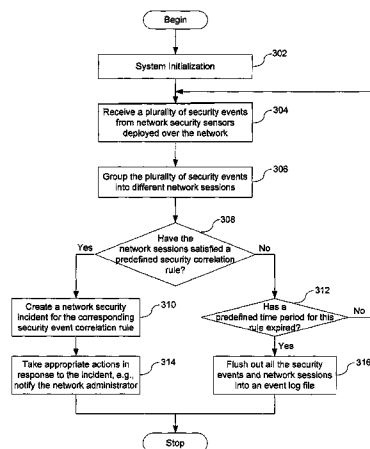 Begin
302
System Initialization
304
Receive a plurality of security events
from network security sensors
deployed over the network
306
Group the plurality of security events
into different network sessions
308
Have the
network sessions satisfied a
predefined security correlation
rule?
Yes
No
310
Create a network security
incident for the corresponding
security event correlation rule
312
Has a
predefined time period for this
rule expired?
No
Yes
314
Take appropriate actions in
response to the incident, e.g.,
notify the network administrator
316
Flush out all the security
events and network sessions
into an event log file
Stop